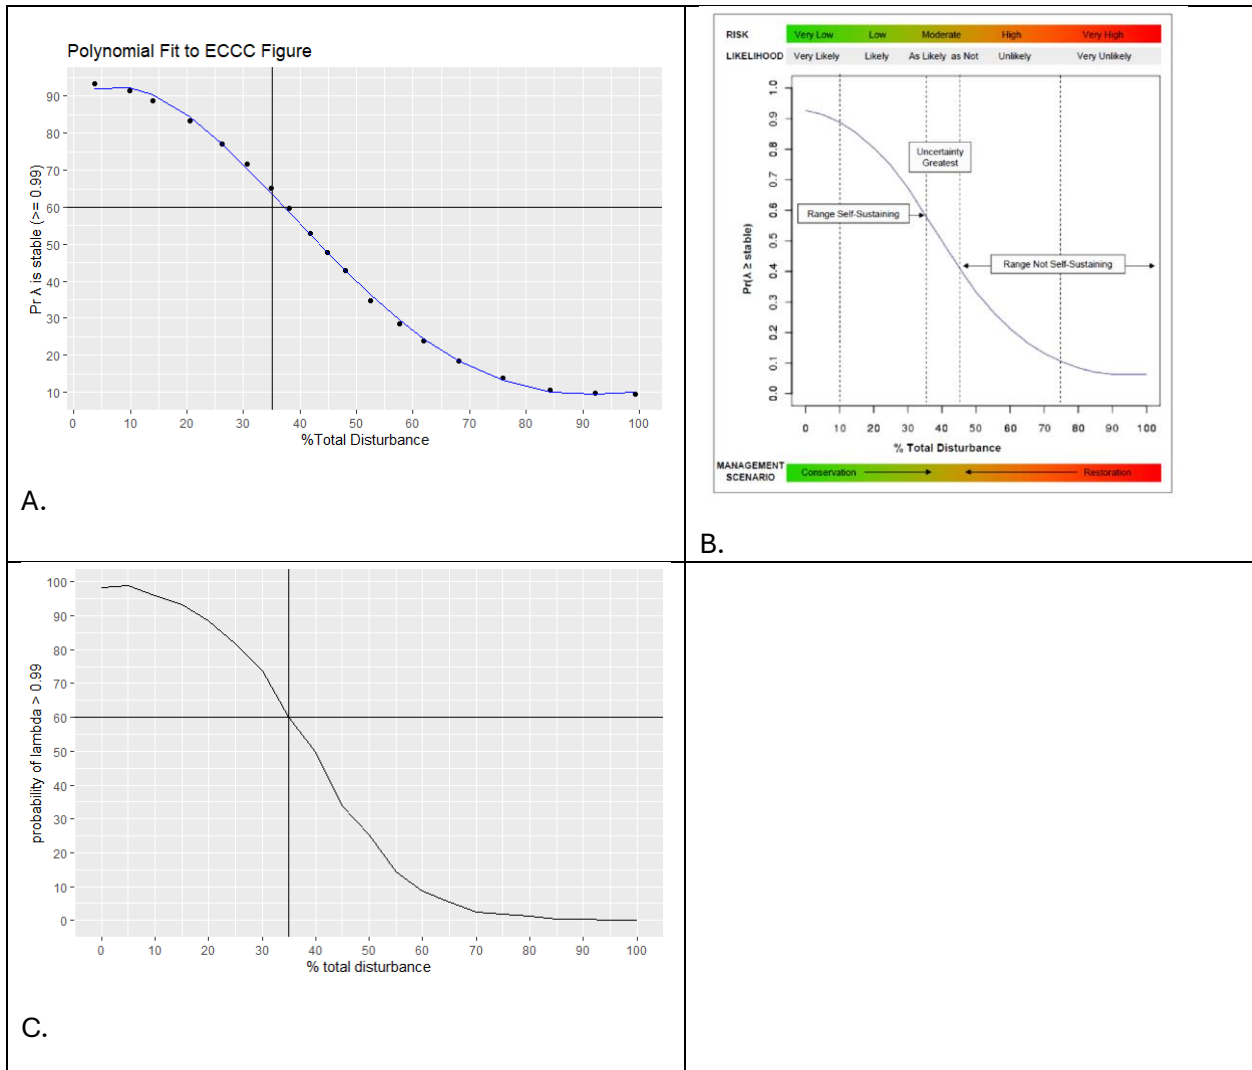 Polynomial Fit to ECCC Figure
Pr λ is stable (>= 0.99)
90
80
70
60
50
40
30
20
10
0 10 20 30 40 50 60 70 80 90 100
%Total Disturbance
A.
RISK Very Low Low Moderate High Very High
LIKELIHOOD Very Likely Likely As Likely as Not Unlikely Very Unlikely
Pr(λ ≥ stable)
1.0
0.9
0.8
0.7
0.6
0.5
0.4
0.3
0.2
0.1
0.0
Uncertainty
Greatest
Range Self-Sustaining
Range Not Self-Sustaining
0 10 20 30 40 50 60 70 80 90 100
% Total Disturbance
MANAGEMENT
SCENARIO
Conservation Restoration
B.
probability of lambda > 0.99
100
90
80
70
60
50
40
30
20
10
0
0 10 20 30 40 50 60 70 80 90 100
% total disturbance
C.